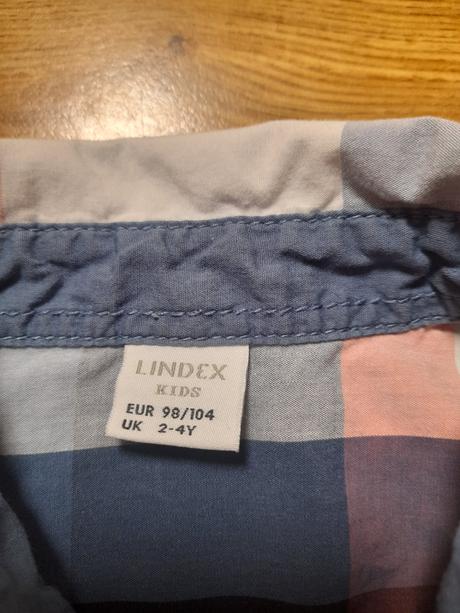 LINDEX
KIDS
EUR 98/104
UK 2-4Y